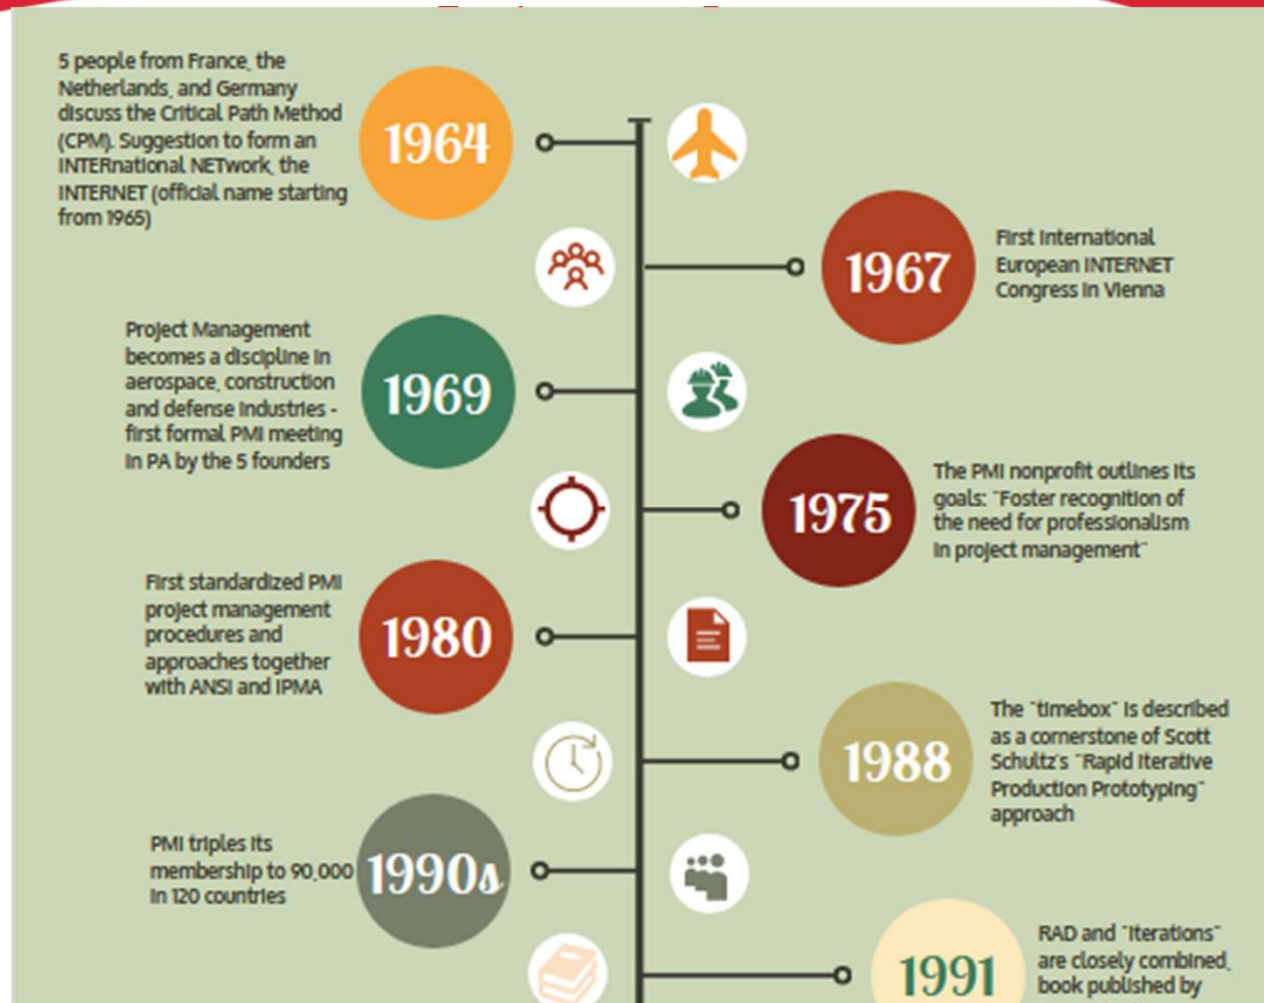 5 people from France, the
Netherlands, and Germany
discuss the Critical Path Method
(CPM). Suggestion to form an
INTERnational NETwork, the
INTERNET (official name starting
from 1965)
1964
1967
First International
European INTERNET
Congress in Vienna
Project Management
becomes a discipline in
aerospace, construction
and defense industries -
first formal PMI meeting
in PA by the 5 founders
1969
1975
The PMI nonprofit outlines its
goals: "Foster recognition of
the need for professionalism
in project management"
First standardized PMI
project management
procedures and
approaches together
with ANSI and IPMA
1980
1988
The "timebox" is described
as a cornerstone of Scott
Schultz's "Rapid Iterative
Production Prototyping"
approach
PMI triples its
membership to 90,000
in 120 countries
1990s
1991
RAD and "iterations"
are closely combined,
book published by